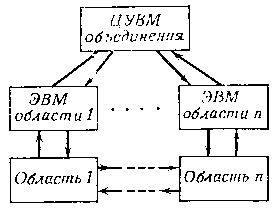 ЦУВМ
объединения
ЭВМ
области 1
. . . .
ЭВМ
области n
Область 1
Область n